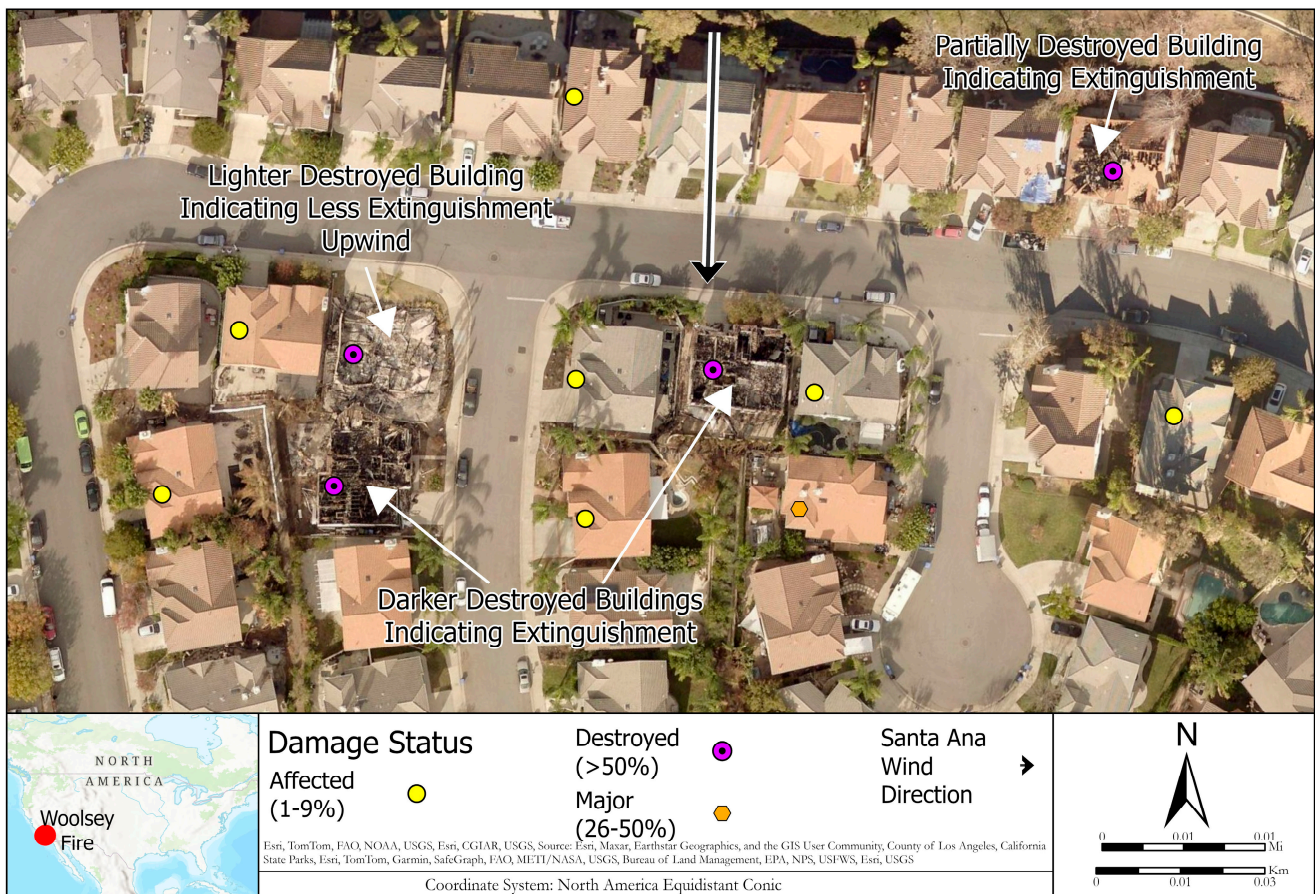 Partially Destroyed Building
Indicating Extinguishment
Lighter Destroyed Building
Indicating Less Extinguishment
Upwind
Darker Destroyed Buildings
Indicating Extinguishment
NORTH
AMERICA
Woolsey
Fire
Damage Status
Affected
(1-9%)
Destroyed
(>50%)
Major
(26-50%)
Santa Ana
Wind
Direction
Esri, TomTom, FAO, NOAA, USGS, Esri, CGIAR, USGS, Source: Esri, Maxar, Earthstar Geographics, and the GIS User Community, County of Los Angeles, California
State Parks, Esri, TomTom, Garmin, SafeGraph, FAO, METI/NASA, USGS, Bureau of Land Management, EPA, NPS, USFWS, Esri, USGS
Coordinate System: North America Equidistant Conic
N
0 0.01 0.01
Mi
Km
0 0.01 0.03